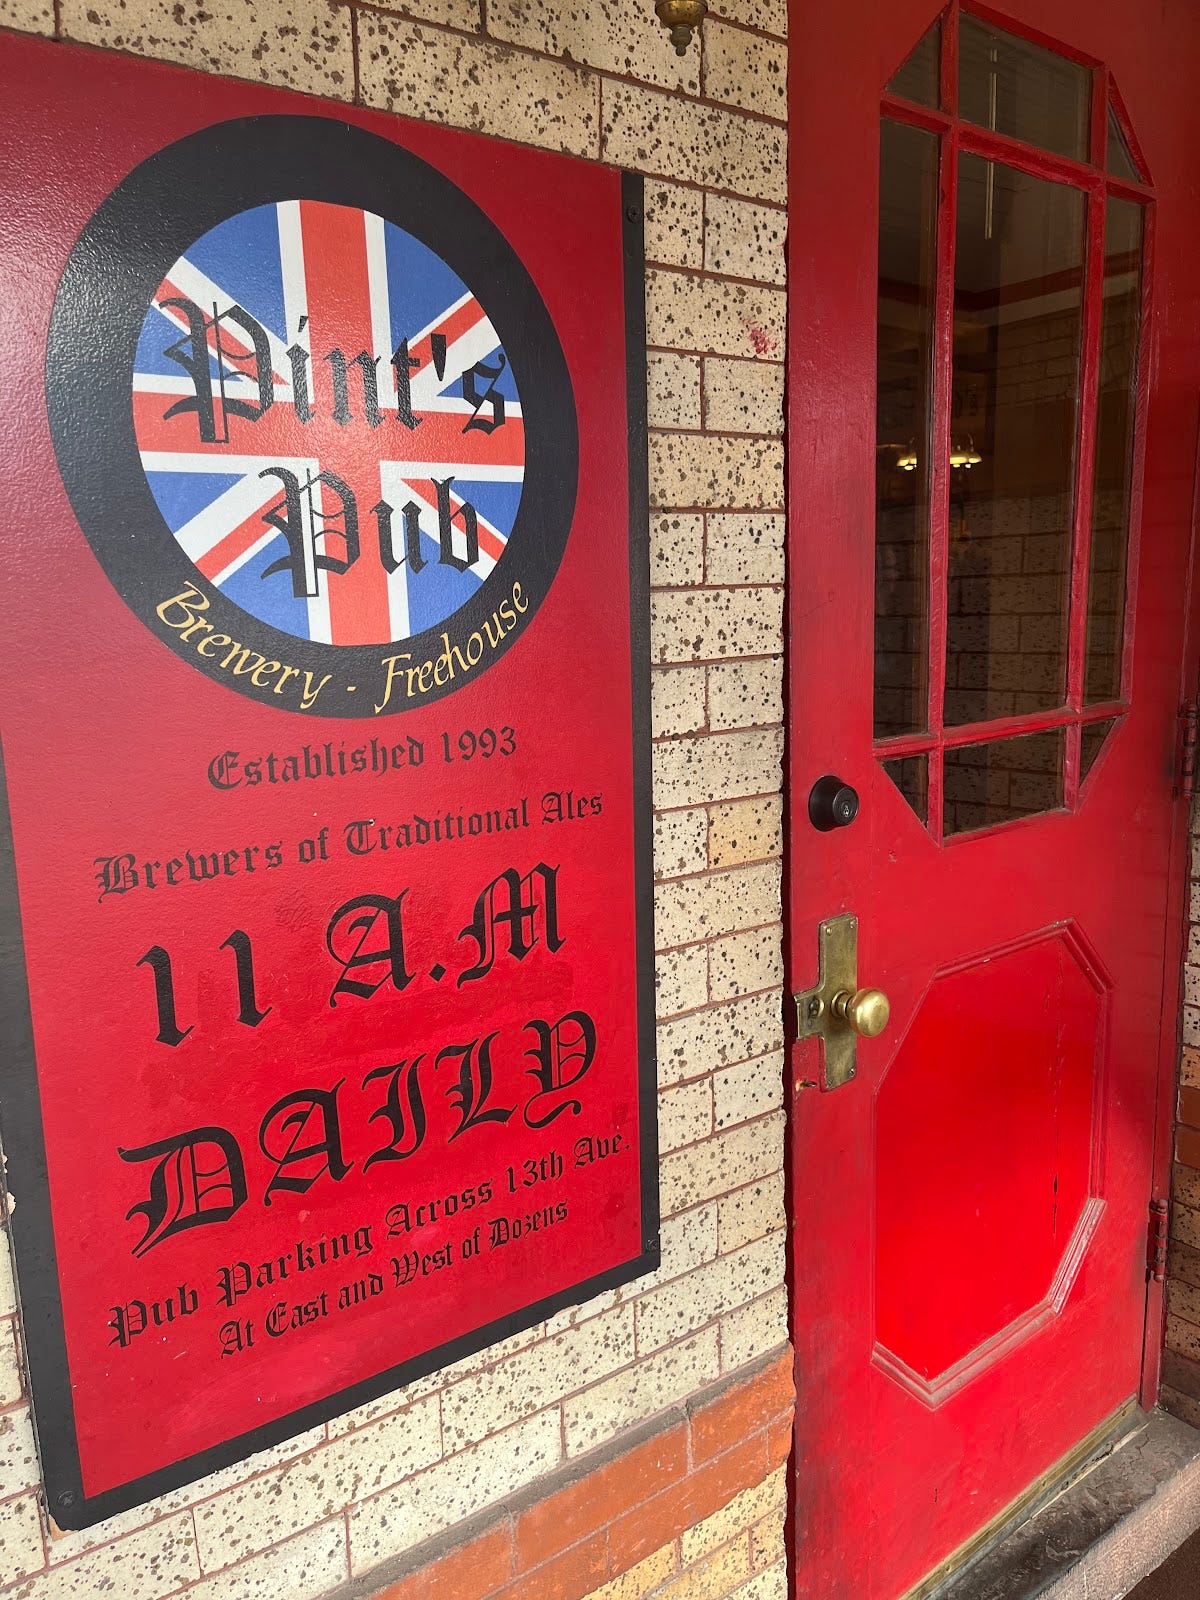 Pint's
Pub
Brewery - Freehouse
Established 1993
Brewers of Traditional Ales
11 A.M
DAILY
Pub Parking Across 13th Ave.
At East and West of Dozens